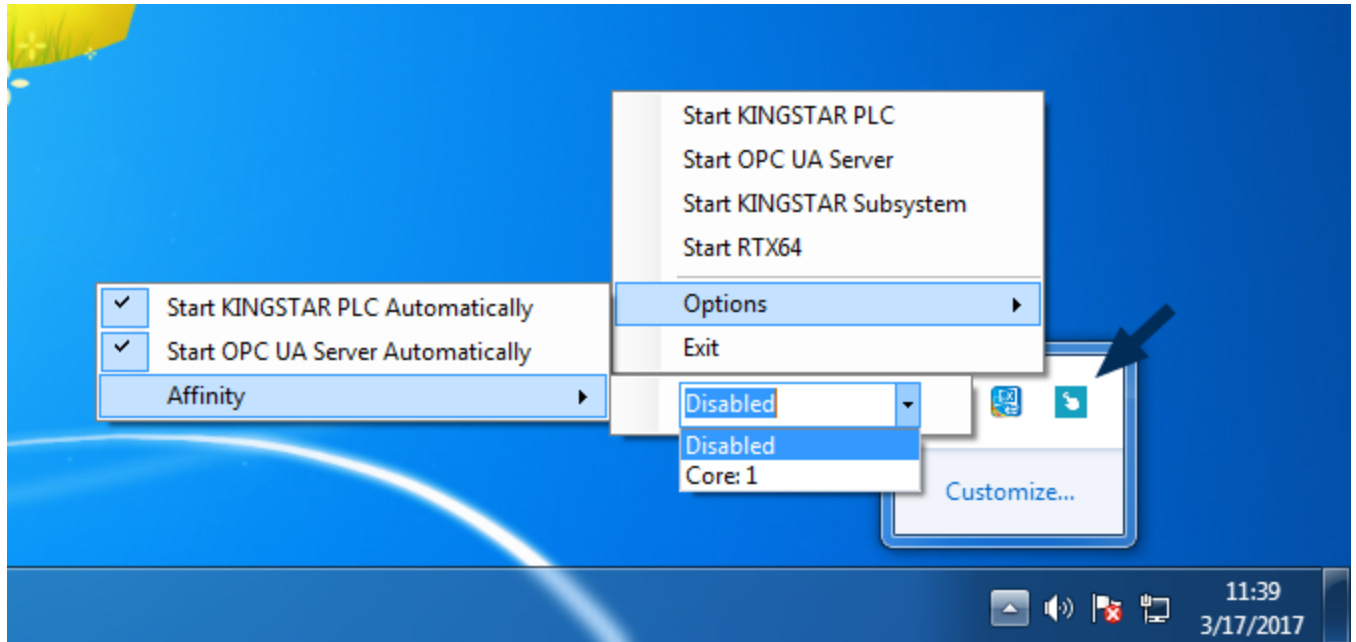 Start KINGSTAR PLC
Start OPC UA Server
Start KINGSTAR Subsystem
Start RTX64
Options
Exit
Start KINGSTAR PLC Automatically
Start OPC UA Server Automatically
Affinity
Disabled
Disabled
Core: 1
Customize...
11:39
3/17/2017